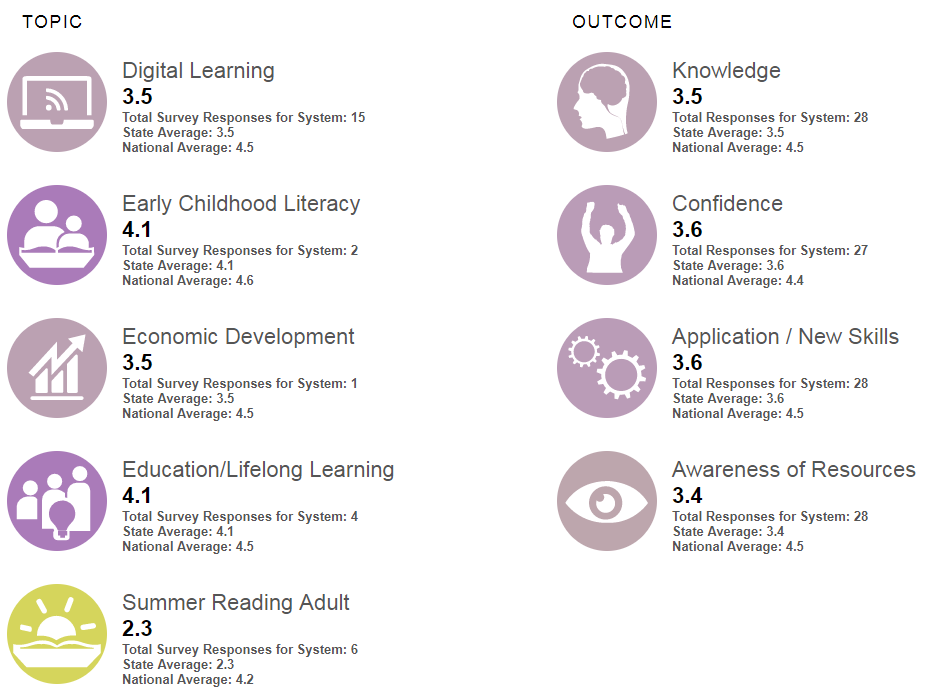 TOPIC
Digital Learning
3.5
Total Survey Responses for System: 15
State Average: 3.5
National Average: 4.5
Early Childhood Literacy
4.1
Total Survey Responses for System: 2
State Average: 4.1
National Average: 4.6
Economic Development
3.5
Total Survey Responses for System: 1
State Average: 3.5
National Average: 4.5
Education/Lifelong Learning
4.1
Total Survey Responses for System: 4
State Average: 4.1
National Average: 4.5
Summer Reading Adult
2.3
Total Survey Responses for System: 6
State Average: 2.3
National Average: 4.2
OUTCOME
Knowledge
3.5
Total Responses for System: 28
State Average: 3.5
National Average: 4.5
Confidence
3.6
Total Responses for System: 27
State Average: 3.6
National Average: 4.4
Application / New Skills
3.6
Total Responses for System: 28
State Average: 3.6
National Average: 4.5
Awareness of Resources
3.4
Total Responses for System: 28
State Average: 3.4
National Average: 4.5